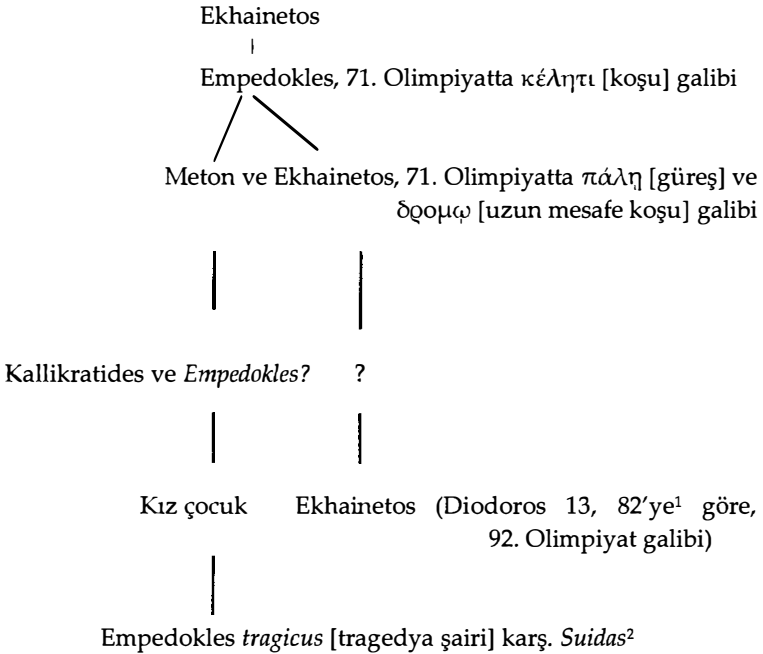 Ekhainetos
Empedokles, 71. Olimpiyatta κέλητι [koşu] galibi
Meton ve Ekhainetos, 71. Olimpiyatta πάλῃ [güreş] ve
δρομω [uzun mesafe koşu] galibi
Kallikratides ve Empedokles? ?
Kız çocuk Ekhainetos (Diodoros 13, 82'ye¹ göre,
92. Olimpiyat galibi)
Empedokles tragicus [tragedya şairi] karş. Suidas²